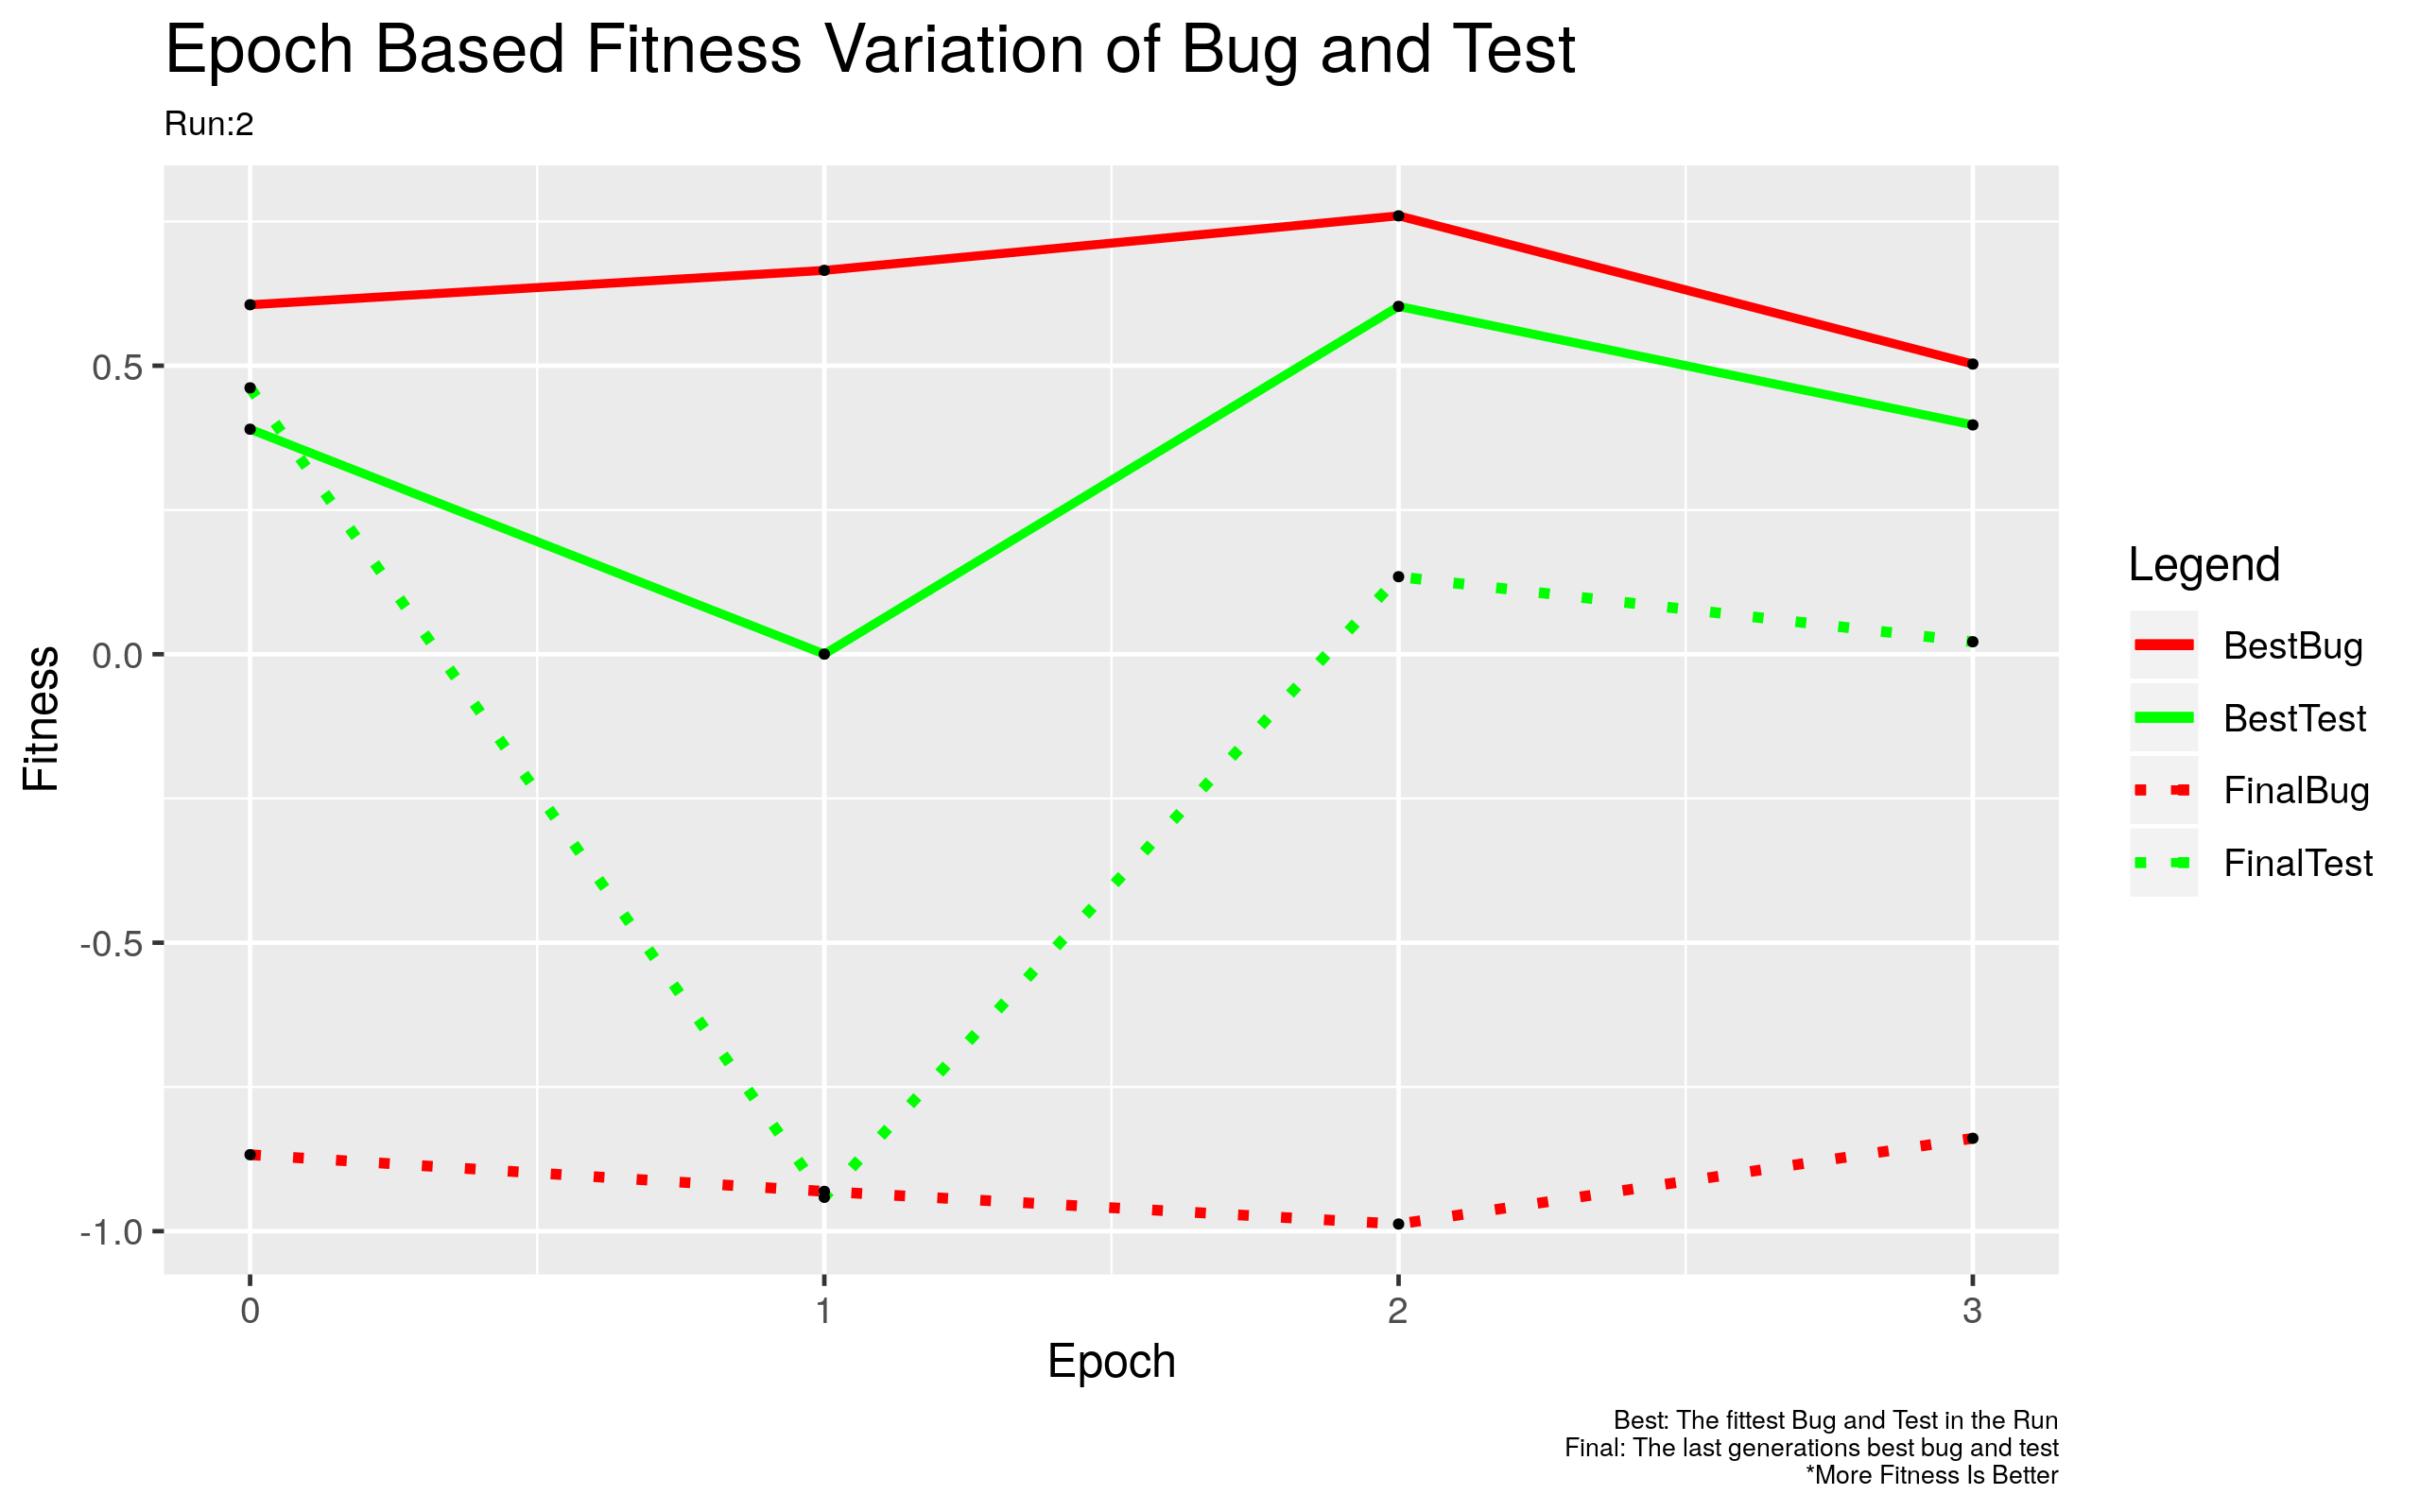 Epoch Based Fitness Variation of Bug and Test
Run:2
Fitness
0.5
0.0
-0.5
-1.0
0 1 2 3
Epoch
Legend
BestBug
BestTest
FinalBug
FinalTest
Best: The fittest Bug and Test in the Run
Final: The last generations best bug and test
*More Fitness Is Better